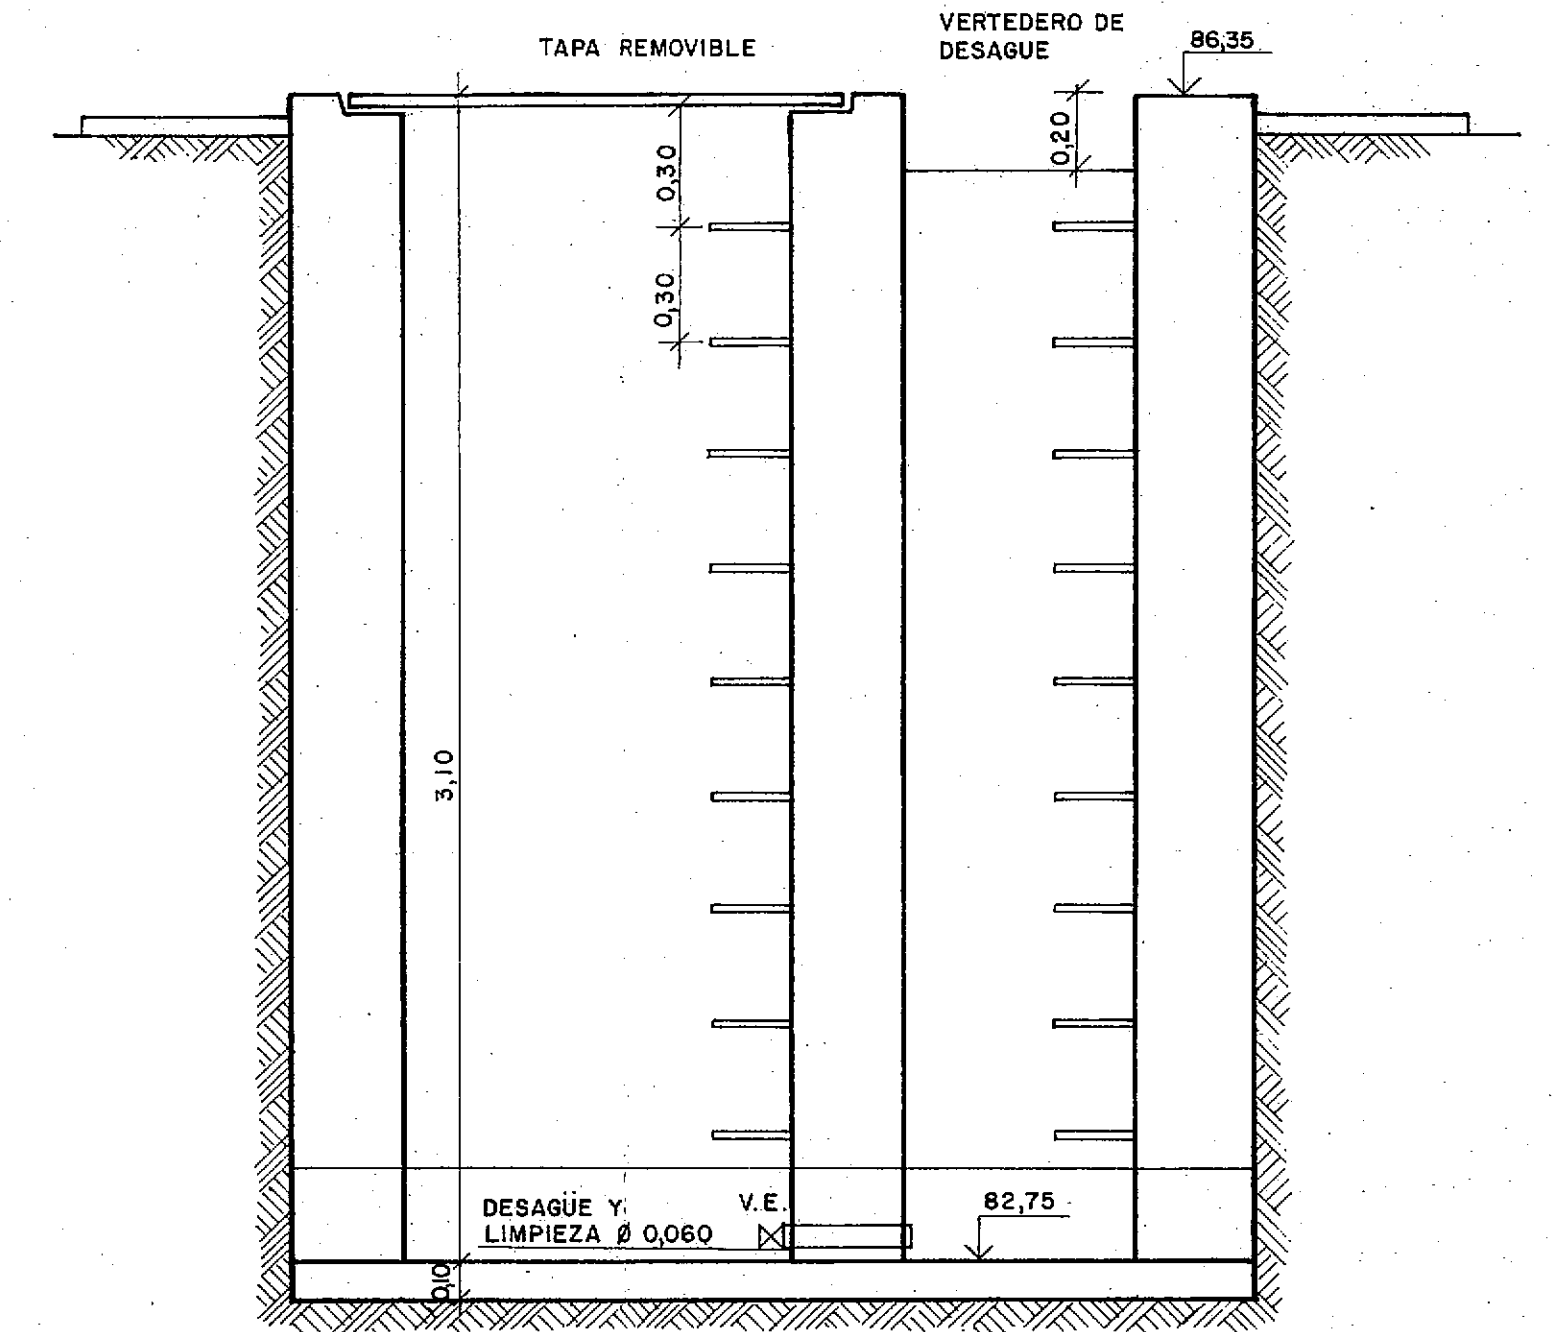 TAPA REMOVIBLE
VERTEDERO DE
DESAGUE
86,35
0,20
0,30
0,30
3,10
DESAGÜE Y
LIMPIEZA Ø 0,060
V.E.
82,75
0,10